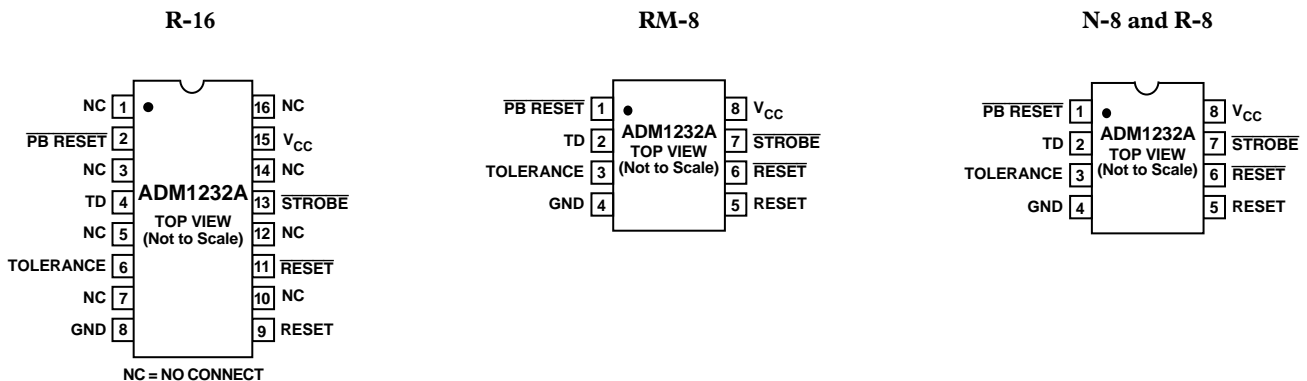 R-16
NC 1
16 NC
PB RESET 2
15 VCC
NC 3
14 NC
TD 4
ADM1232A
13 STROBE
TOP VIEW
(Not to Scale)
NC 5
12 NC
TOLERANCE 6
11 RESET
NC 7
10 NC
GND 8
9 RESET
NC = NO CONNECT
RM-8
PB RESET 1
8 VCC
ADM1232A
TD 2
7 STROBE
TOP VIEW
(Not to Scale)
TOLERANCE 3
6 RESET
GND 4
5 RESET
N-8 and R-8
PB RESET 1
8 VCC
ADM1232A
TD 2
7 STROBE
TOP VIEW
(Not to Scale)
TOLERANCE 3
6 RESET
GND 4
5 RESET